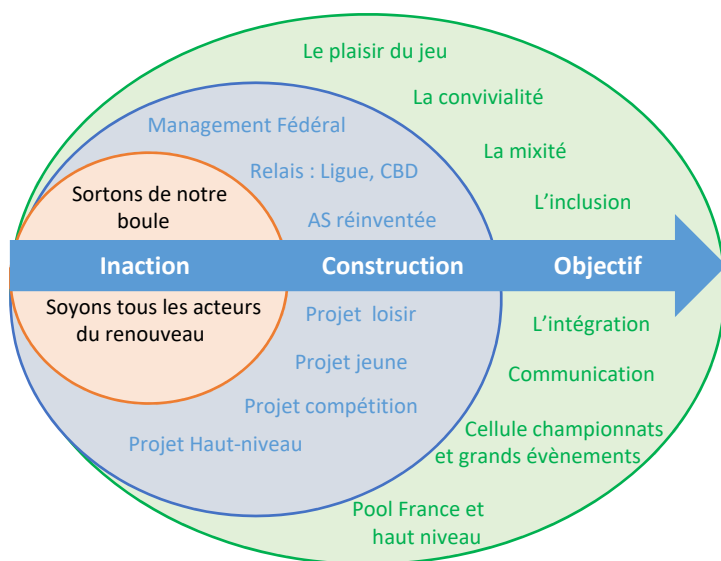 Le plaisir du jeu
La convivialité
Management Fédéral
La mixité
Relais : Ligue, CBD
Sortons de notre
boule
L'inclusion
AS réinventée
Inaction Construction Objectif
Soyons tous les acteurs
du renouveau
Projet loisir
L'intégration
Projet jeune
Communication
Projet compétition
Cellule championnats
et grands évènements
Projet Haut-niveau
Pool France et
haut niveau